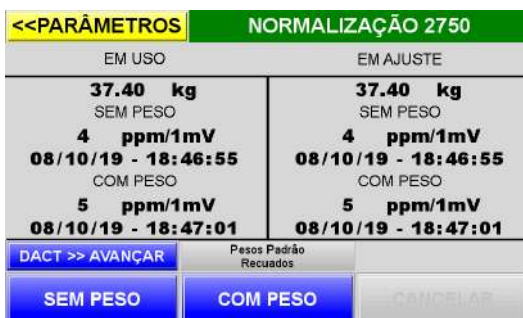 <<PARÂMETROS NORMALIZAÇÃO 2750
EM USO EM AJUSTE
37.40 kg 37.40 kg
SEM PESO SEM PESO
4 ppm/1mV 4 ppm/1mV
08/10/19 - 18:46:55 08/10/19 - 18:46:55
COM PESO COM PESO
5 ppm/1mV 5 ppm/1mV
08/10/19 - 18:47:01 08/10/19 - 18:47:01
DACT >> AVANÇAR Pesos Padrão
Recuados
SEM PESO COM PESO CANCELAR